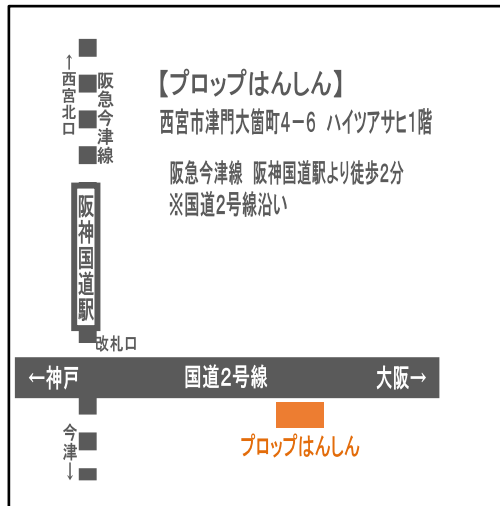 ↑西宮北口
阪急今津線
【プロップはんしん】
西宮市津門大箇町4−6 ハイツアサヒ1階
阪急今津線 阪神国道駅より徒歩2分
※国道2号線沿い
阪神国道駅
改札口
←神戸 国道2号線 大阪→
今津↓
プロップはんしん